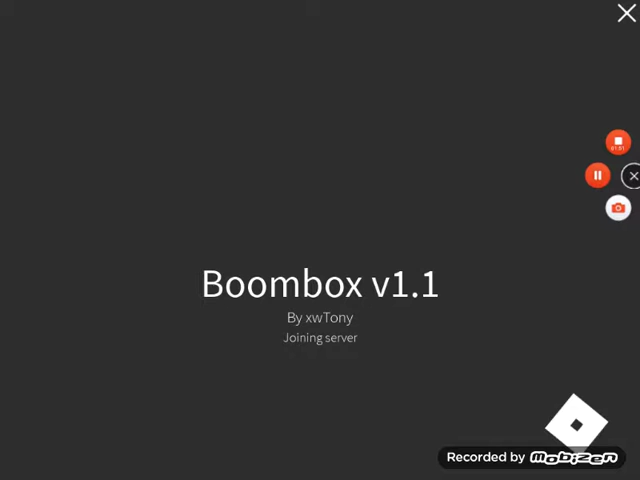 Boombox v1.1
By xwTony
Joining server
Recorded by Mobizen